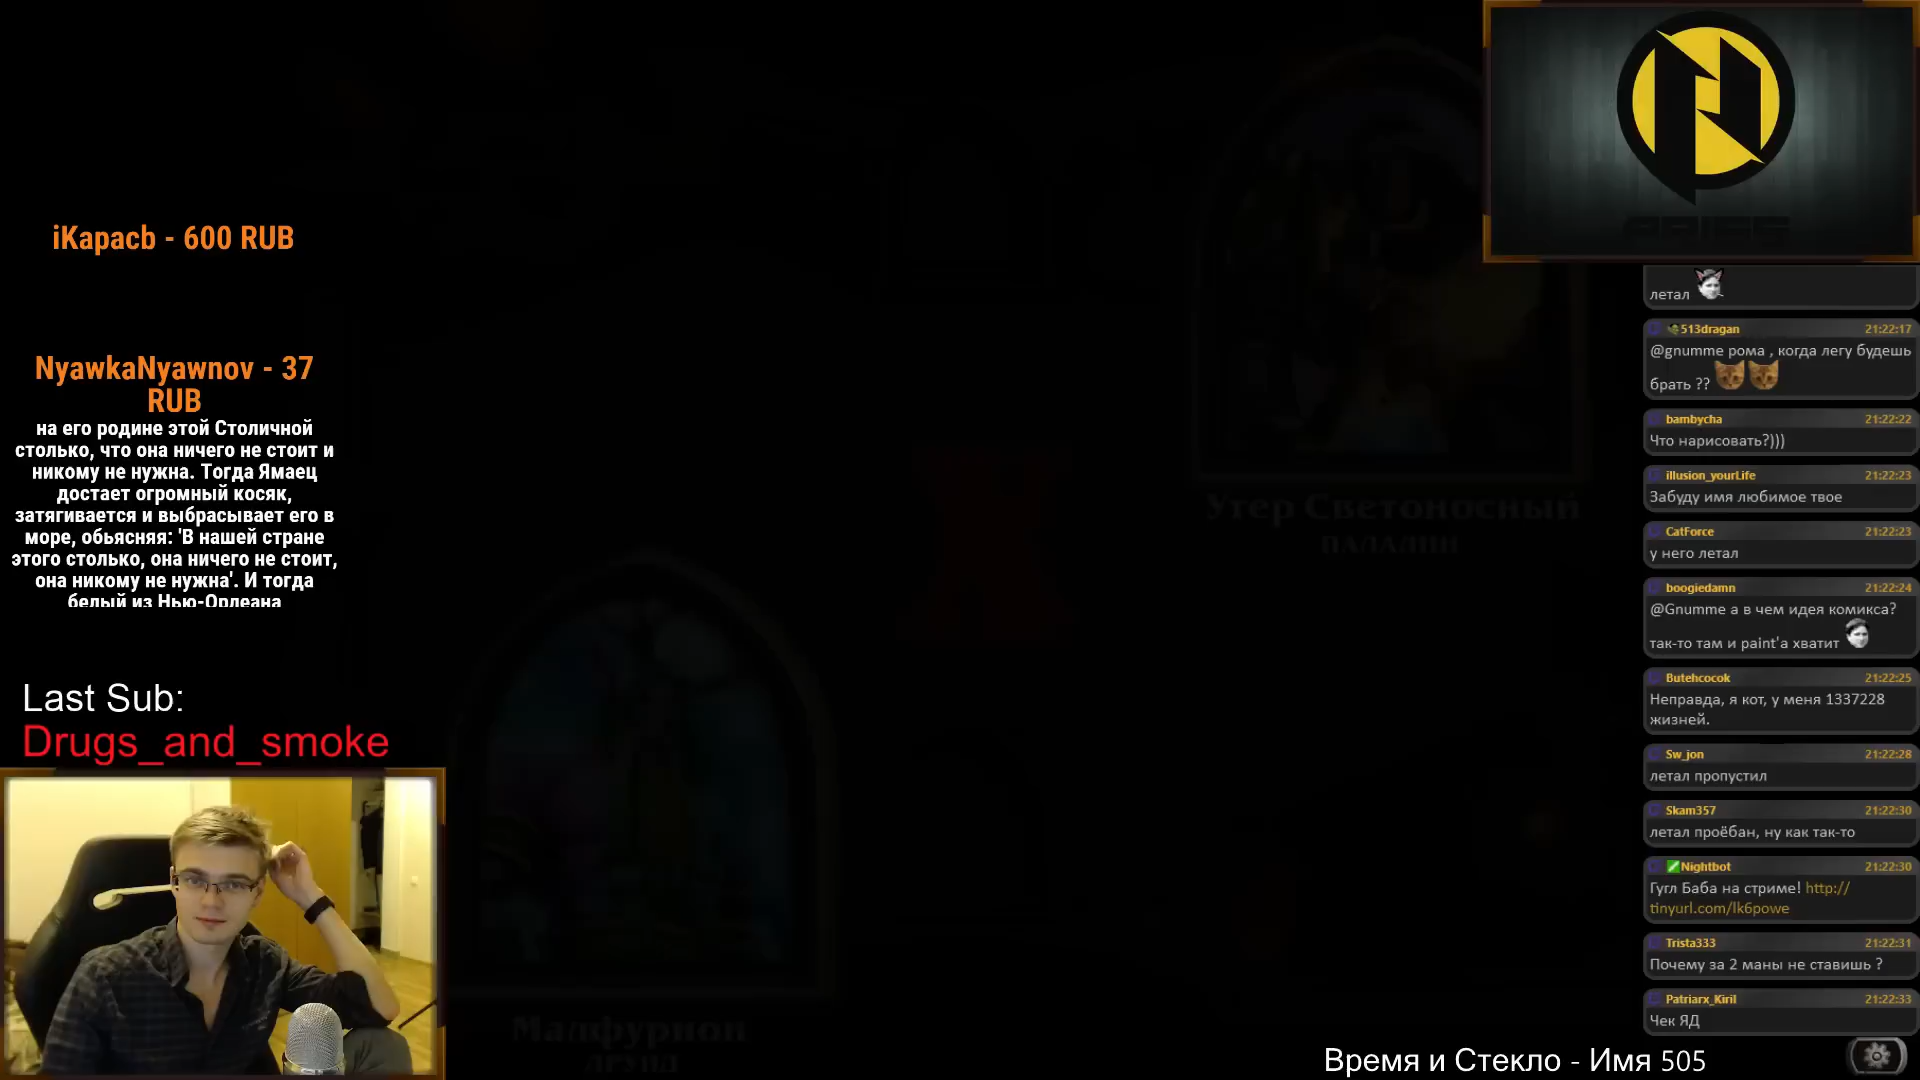 iKapacb - 600 RUB
NyawkaNyawnov - 37
RUB
на его родине этой Столичной
столько, что она ничего не стоит и
никому не нужна. Тогда Ямаец
достает огромный косяк,
затягивается и выбрасывает его в
море, обьясняя: 'В нашей стране
этого столько, она ничего не стоит,
она никому не нужна'. И тогда
белый из Нью-Орлеана
Last Sub:
Drugs_and_smoke
Утер Светоносный
ПАЛАДИН
Малфурион
ДРУИД
летал
513dragan 21:22:17
@gnumme рома , когда легу будешь
брать ??
bambycha 21:22:22
Что нарисовать?)))
illusion_yourLife 21:22:23
Забуду имя любимое твое
CatForce 21:22:23
у него летал
boogiedamn 21:22:24
@Gnumme а в чем идея комикса?
так-то там и paint'a хватит
Butehcocok 21:22:25
Неправда, я кот, у меня 1337228
жизней.
Sw_jon 21:22:28
летал пропустил
Skam357 21:22:30
летал проёбан, ну как так-то
Nightbot 21:22:30
Гугл Баба на стриме! http://
tinyurl.com/lk6powe
Trista333 21:22:31
Почему за 2 маны не ставишь ?
Patriarx_Kiril 21:22:33
Чек ЯД
Время и Стекло - Имя 505